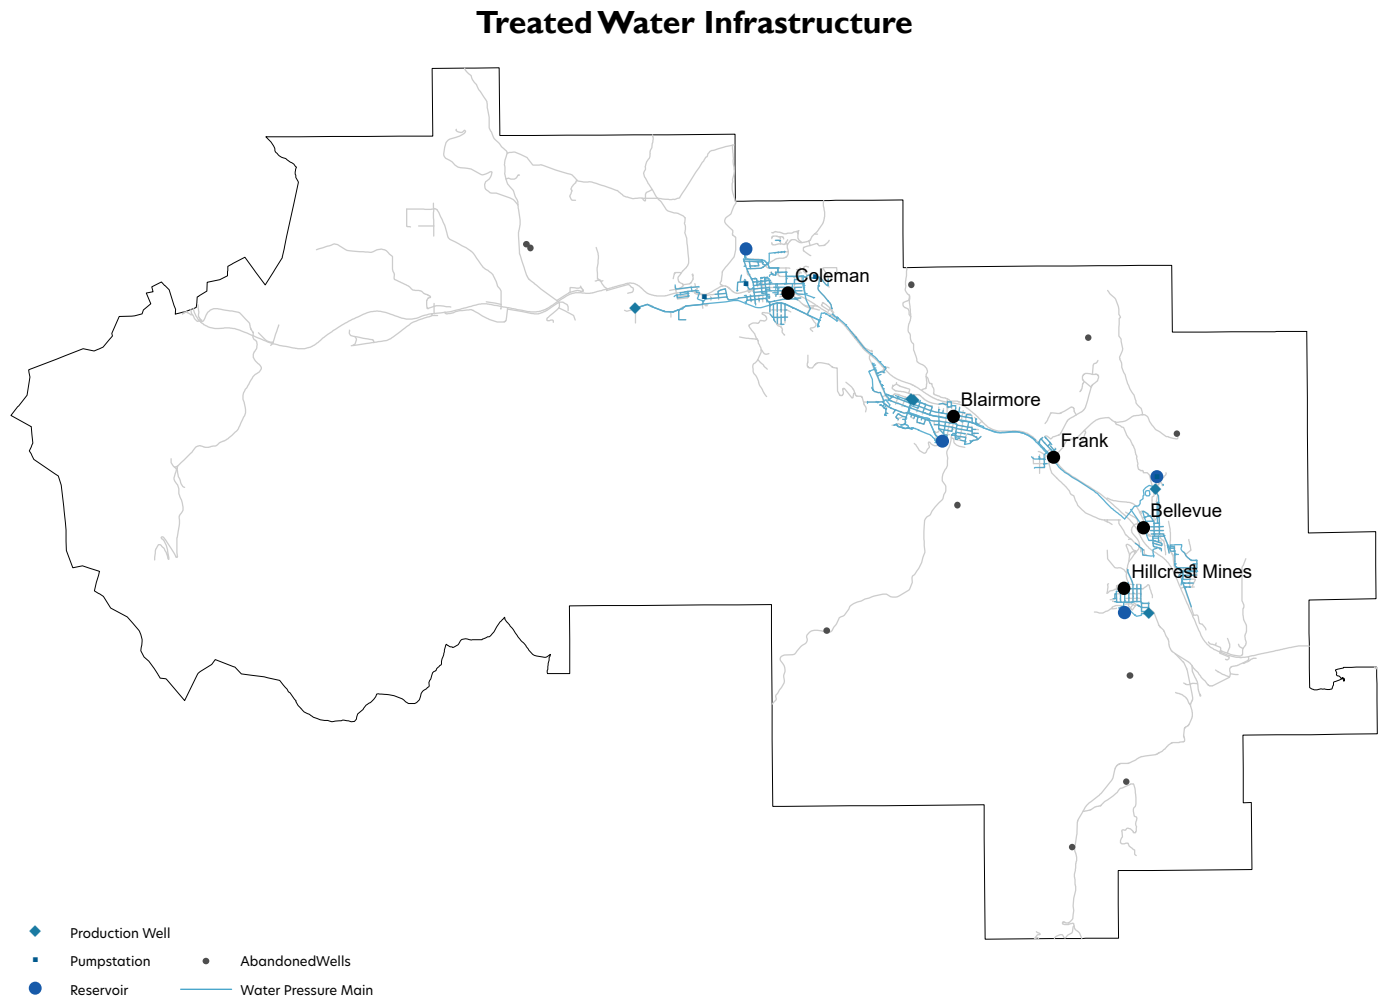 Treated Water Infrastructure
Coleman
Blairmore
Frank
Bellevue
Hillcrest Mines
Production Well
Pumpstation
AbandonedWells
Reservoir
Water Pressure Main